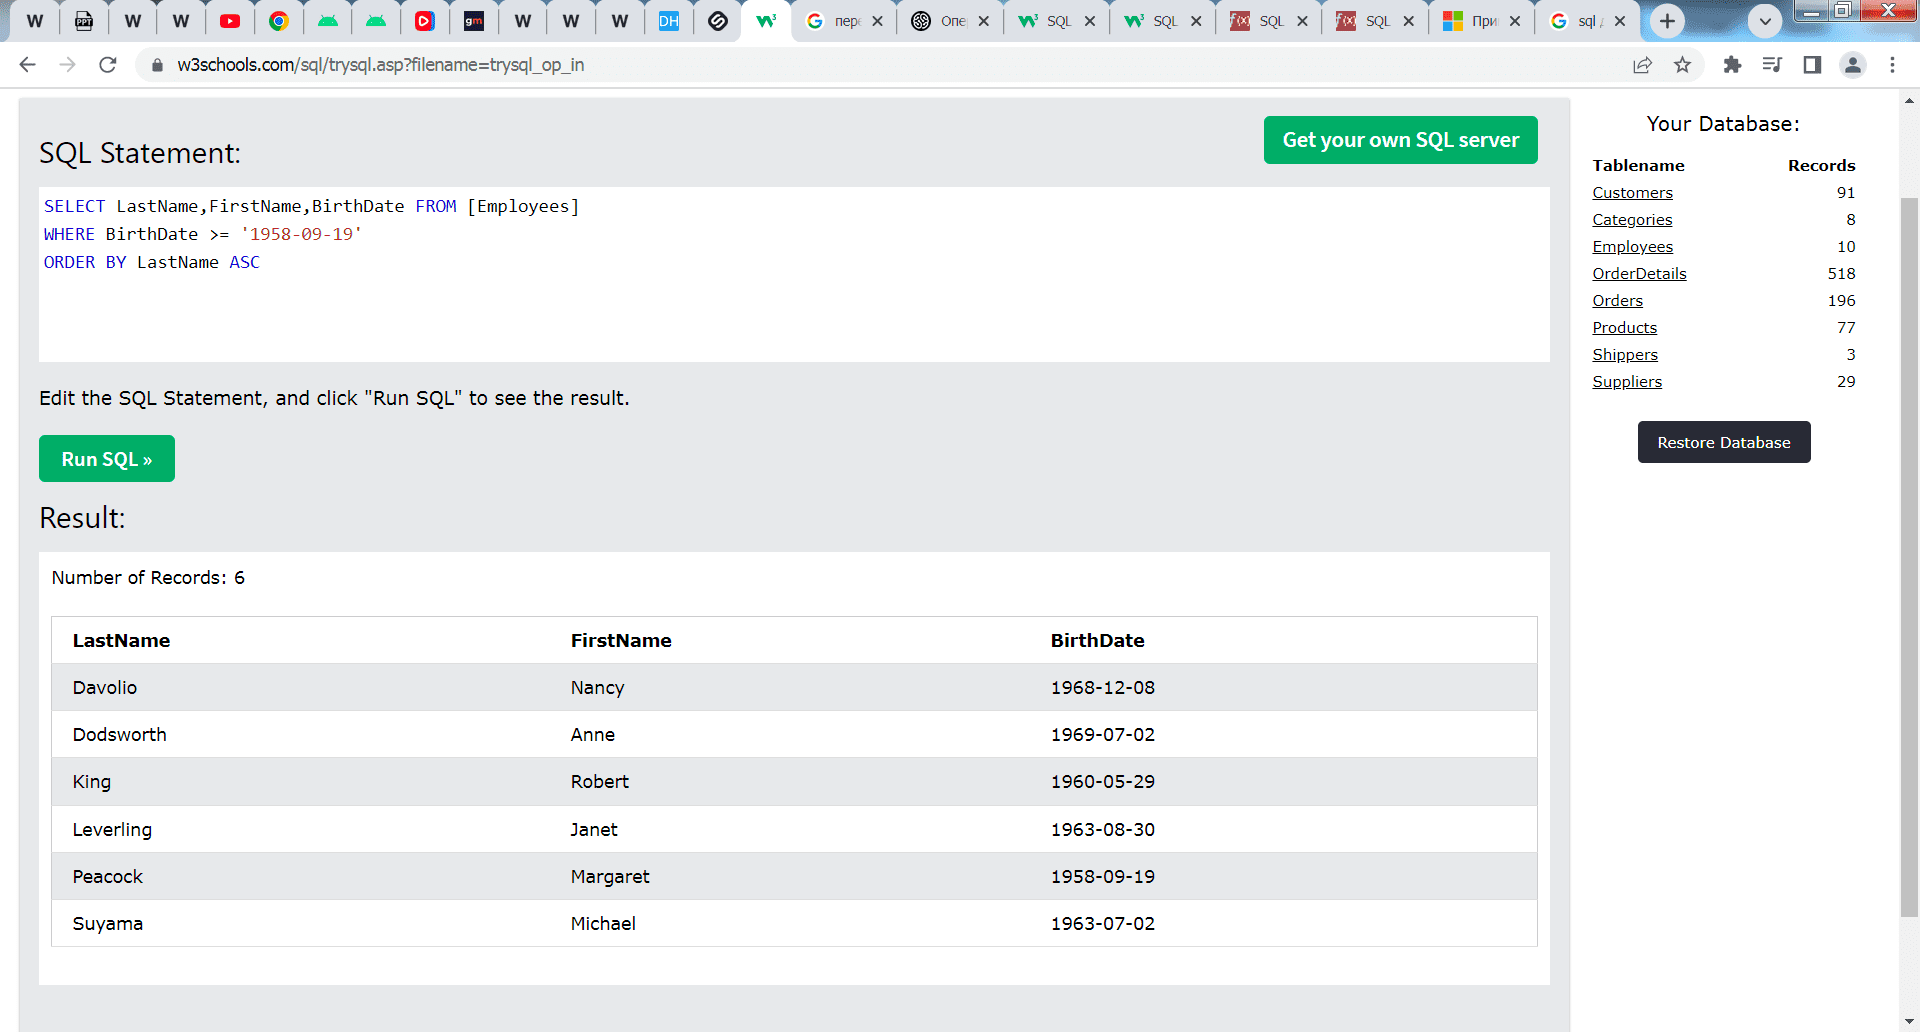 W PPT W W gm W W W DH пере Опе SQL SQL SQL SQL При sql
w3schools.com/sql/trysql.asp?filename=trysql_op_in
SQL Statement:
Get your own SQL server
SELECT LastName,FirstName,BirthDate FROM [Employees]
WHERE BirthDate >= '1958-09-19'
ORDER BY LastName ASC
Edit the SQL Statement, and click "Run SQL" to see the result.
Run SQL »
Result:
Number of Records: 6
LastName FirstName BirthDate
Davolio Nancy 1968-12-08
Dodsworth Anne 1969-07-02
King Robert 1960-05-29
Leverling Janet 1963-08-30
Peacock Margaret 1958-09-19
Suyama Michael 1963-07-02
Your Database:
Tablename Records
Customers 91
Categories 8
Employees 10
OrderDetails 518
Orders 196
Products 77
Shippers 3
Suppliers 29
Restore Database